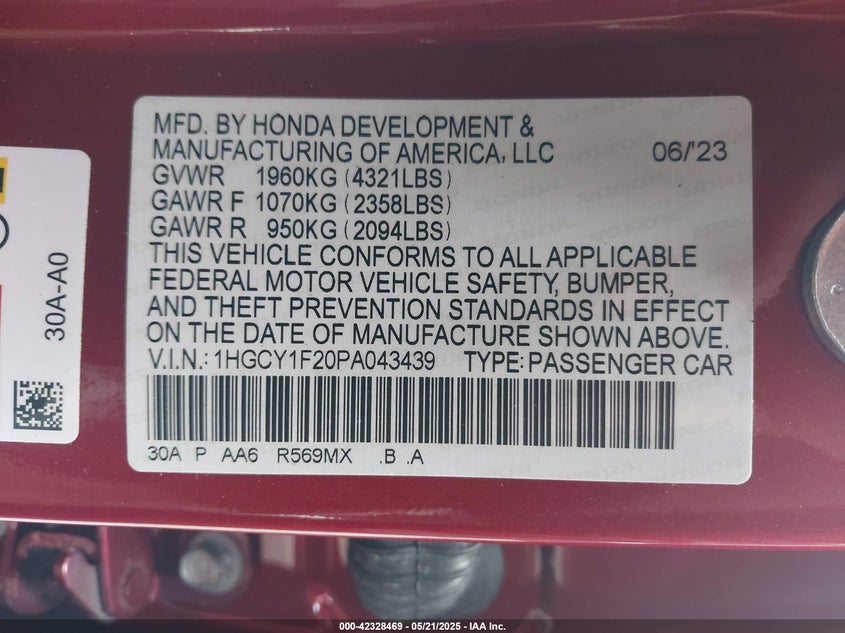 MFD. BY HONDA DEVELOPMENT &
MANUFACTURING OF AMERICA, LLC 06/'23
GVWR 1960KG (4321LBS)
GAWR F 1070KG (2358LBS)
GAWR R 950KG (2094LBS)
THIS VEHICLE CONFORMS TO ALL APPLICABLE
FEDERAL MOTOR VEHICLE SAFETY, BUMPER,
AND THEFT PREVENTION STANDARDS IN EFFECT
ON THE DATE OF MANUFACTURE SHOWN ABOVE.
V.I.N.: 1HGCY1F20PA043439 TYPE: PASSENGER CAR
30A P AA6 R569MX .B .A
30A-A0
000-42328469 - 05/21/2025 - IAA Inc.